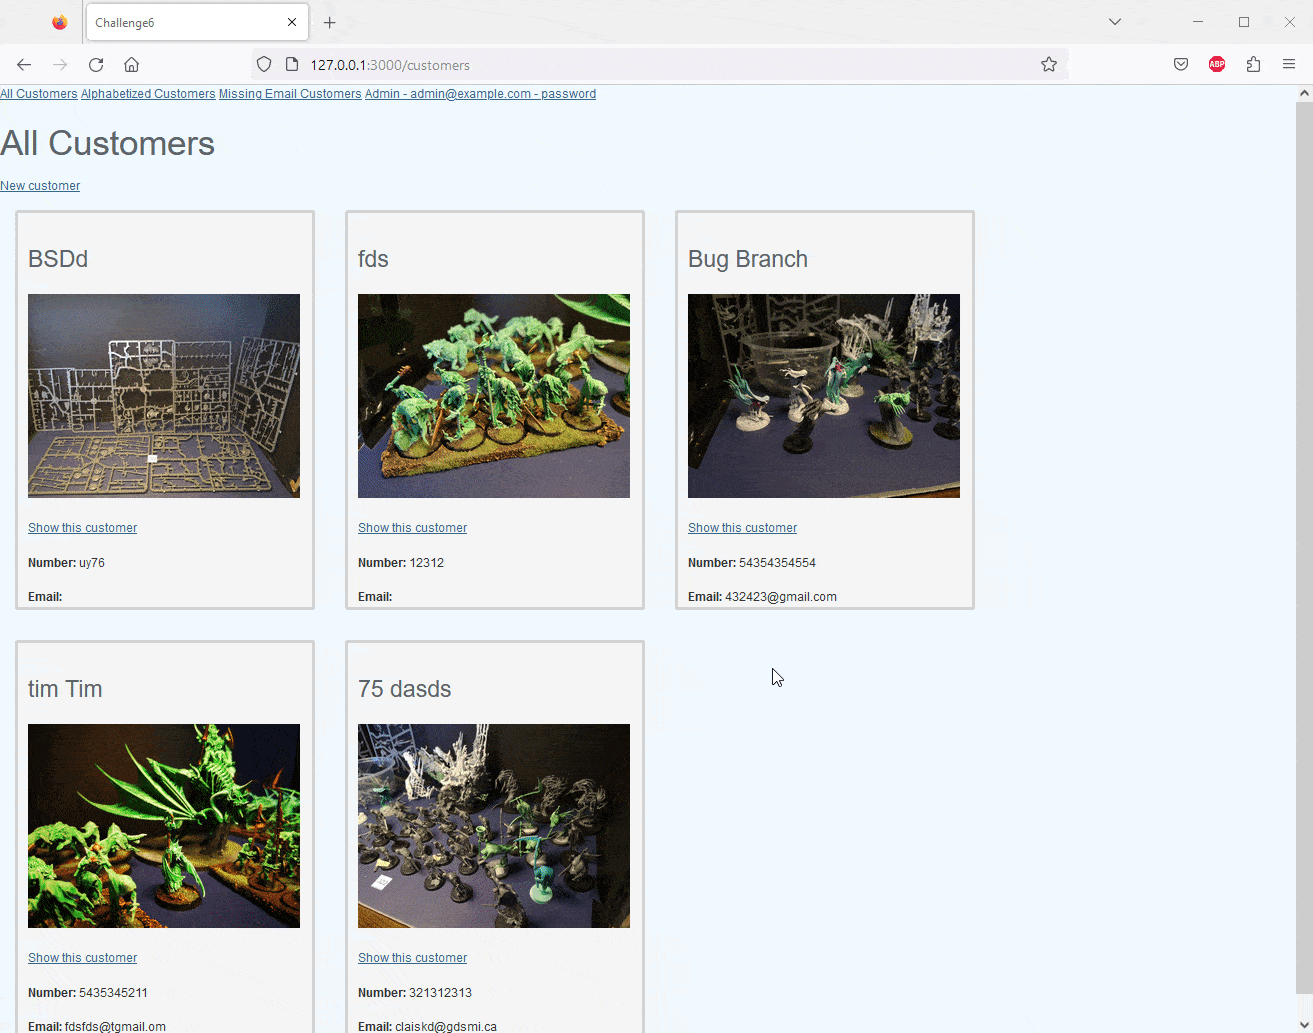 Challenge6
127.0.0.1:3000/customers
ABP
All Customers Alphabetized Customers Missing Email Customers Admin - admin@example.com - password
All Customers
New customer
BSDd
fds
Bug Branch
Show this customer
Show this customer
Show this customer
Number: uy76
Number: 12312
Number: 54354354554
Email:
Email:
Email: 432423@gmail.com
tim Tim
75 dasds
Show this customer
Show this customer
Number: 5435345211
Number: 321312313
Email: fdsfds@tgmail.om
Email: claiskd@gdsmi.ca